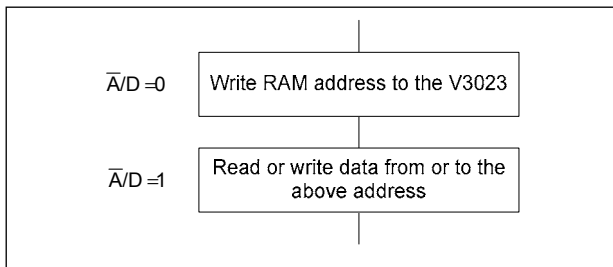 A̅/D =0
Write RAM address to the V3023
A̅/D =1
Read or write data from or to the
above address